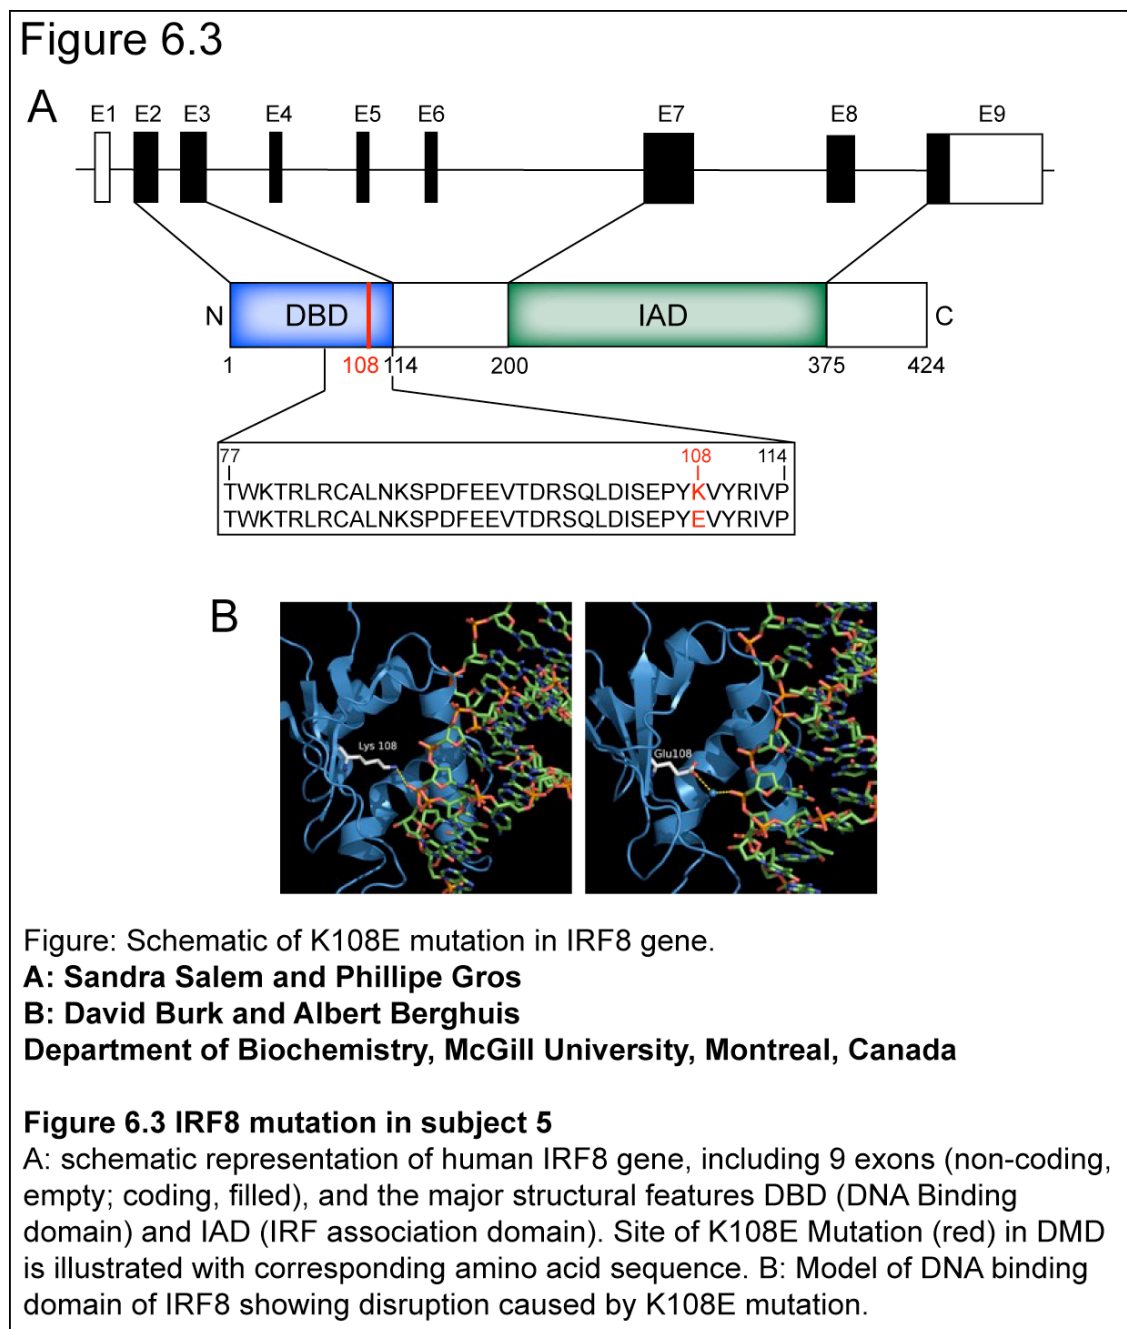 Figure 6.3
A
E1 E2 E3 E4 E5 E6 E7 E8 E9
N DBD IAD C
1 108 114 200 375 424
77 108 114
TWKTRLRCALNKSPDFEEVTDRSQLDISEPYKVYRIVP
TWKTRLRCALNKSPDFEEVTDRSQLDISEPYEVYRIVP
B
Lys 108 Glu108
Figure: Schematic of K108E mutation in IRF8 gene.
A: Sandra Salem and Phillipe Gros
B: David Burk and Albert Berghuis
Department of Biochemistry, McGill University, Montreal, Canada
Figure 6.3 IRF8 mutation in subject 5
A: schematic representation of human IRF8 gene, including 9 exons (non-coding,
empty; coding, filled), and the major structural features DBD (DNA Binding
domain) and IAD (IRF association domain). Site of K108E Mutation (red) in DMD
is illustrated with corresponding amino acid sequence. B: Model of DNA binding
domain of IRF8 showing disruption caused by K108E mutation.